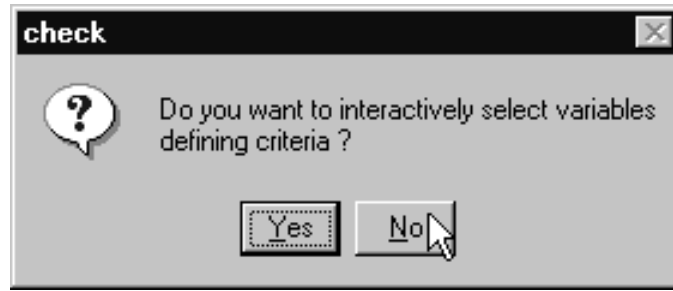 check
?
Do you want to interactively select variables
defining criteria ?
Yes No